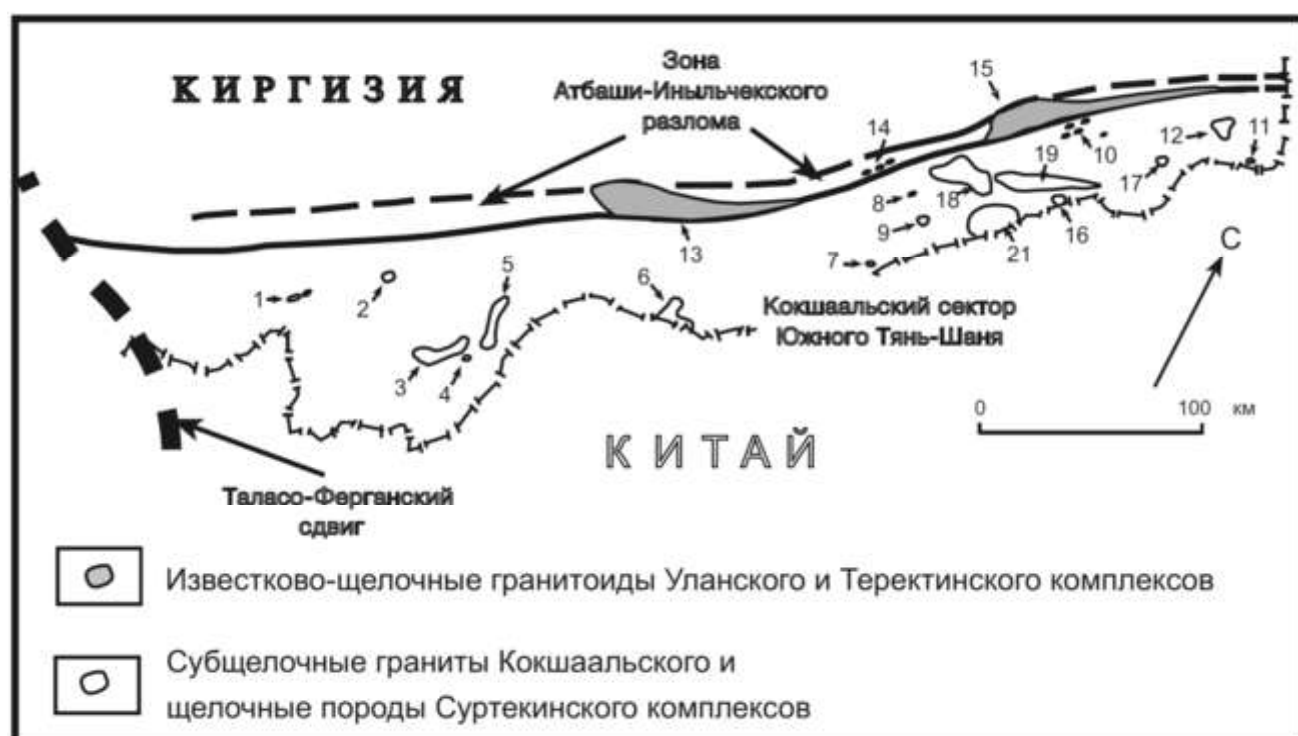 КИРГИЗИЯ
Зона
Атбаши-Иныльчекского
разлома
15
14
12
11
10
19
17
18
8
16
9
21
7
13
С
5
6
1
2
Кокшаальский сектор
Южного Тянь-Шаня
3
4
0
100 км
КИТАЙ
Таласо-Ферганский
сдвиг
Известково-щелочные гранитоиды Уланского и Теректинского комплексов
Субщелочные граниты Кокшаальского и
щелочные породы Суртекинского комплексов